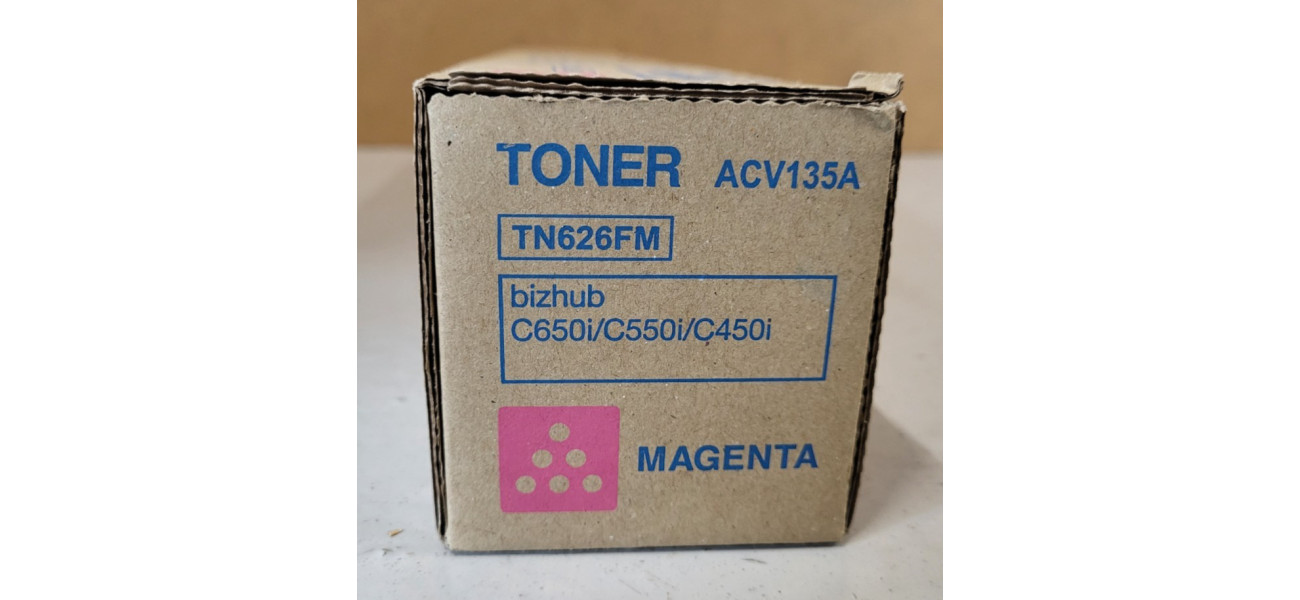 TONER ACV135A
TN626FM
bizhub
C650i/C550i/C450i
MAGENTA